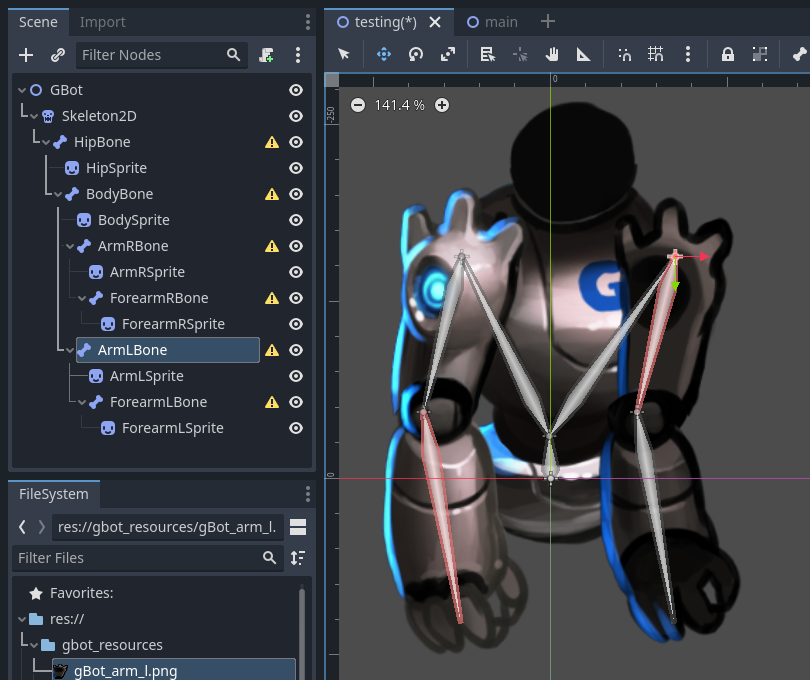 Scene
Import
Filter Nodes
GBot
Skeleton2D
HipBone
HipSprite
BodyBone
BodySprite
ArmRBone
ArmRSprite
ForearmRBone
ForearmRSprite
ArmLBone
ArmLSprite
ForearmLBone
ForearmLSprite
FileSystem
res://gbot_resources/gBot_arm_l.
Filter Files
Favorites:
res://
gbot_resources
gBot_arm_l.png
testing(*)
main
0
-250
141.4 %
G
0